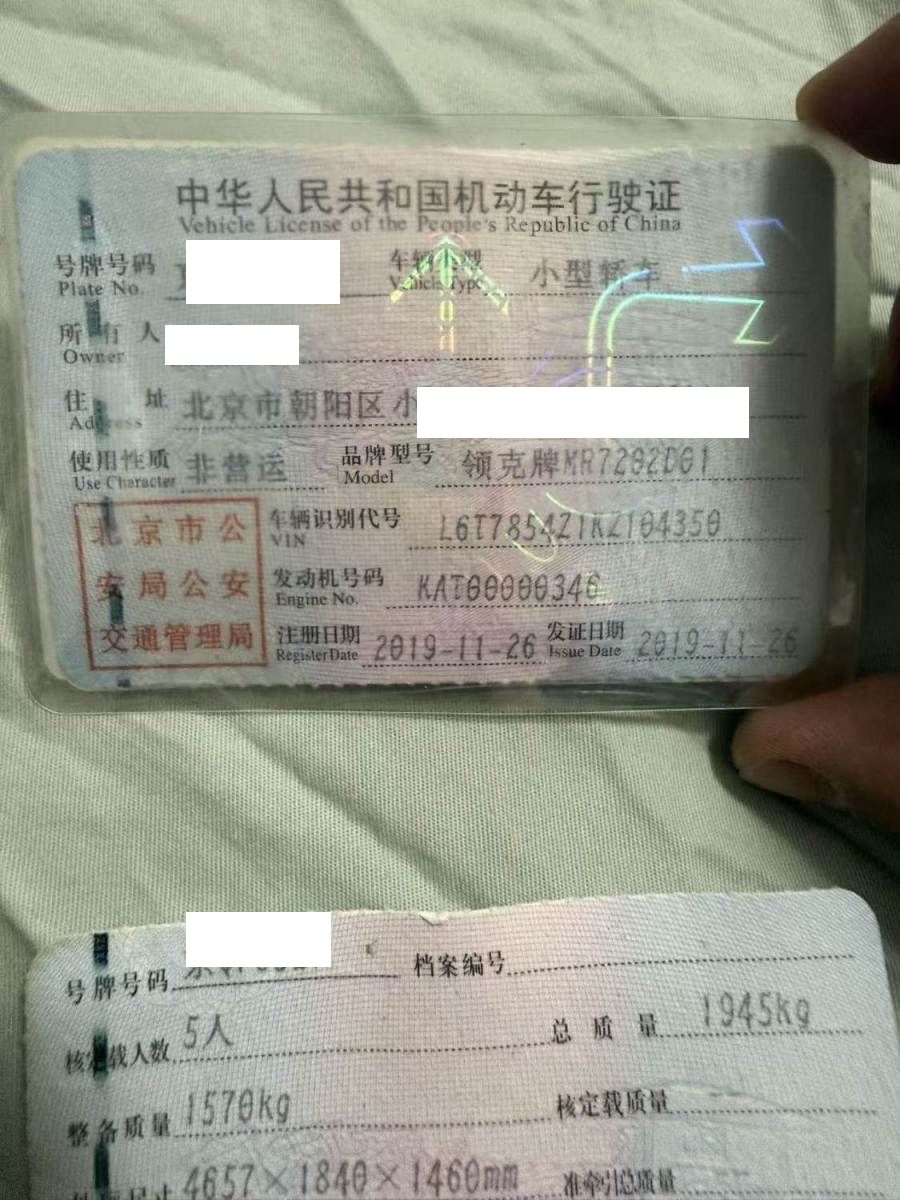 中华人民共和国机动车行驶证
Vehicle License of the People's Republic of China
号牌号码 车辆类型 小型轿车
Plate No. Vehicle Type
所有人
Owner
住址 北京市朝阳区小
Address
使用性质 非营运 品牌型号 领克牌MR7202D01
Use Character Model
北京市公 车辆识别代号 L6T7854Z1KZ104350
VIN
安局公安 发动机号码 KAT00000346
Engine No.
交通管理局 注册日期 2019-11-26 发证日期 2019-11-26
Register Date Issue Date
号牌号码 档案编号
核定载人数 5人 总质量 1945kg
整备质量 1570kg 核定载质量
4657×1840×1460mm 准牵引总质量